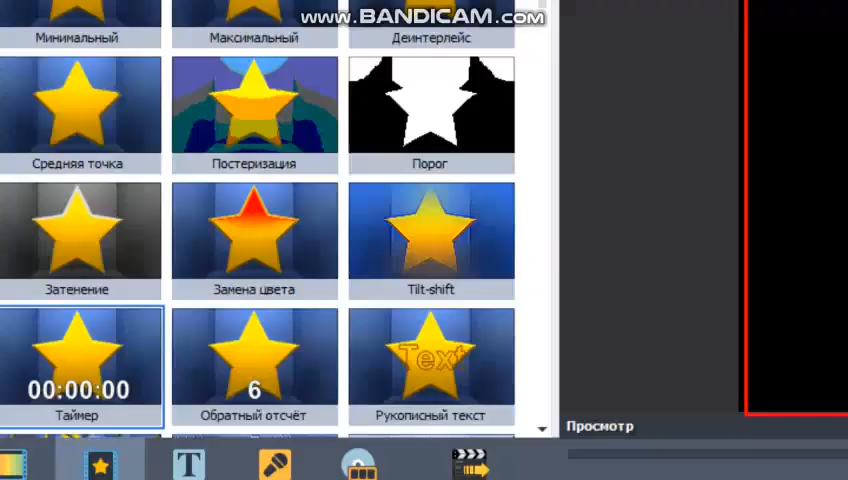 www.BANDICAM.com
Минимальный
Максимальный
Деинтерлейс
Средняя точка
Постеризация
Порог
Затенение
Замена цвета
Tilt-shift
00:00:00
6
Text
Таймер
Обратный отсчёт
Рукописный текст
Просмотр
T